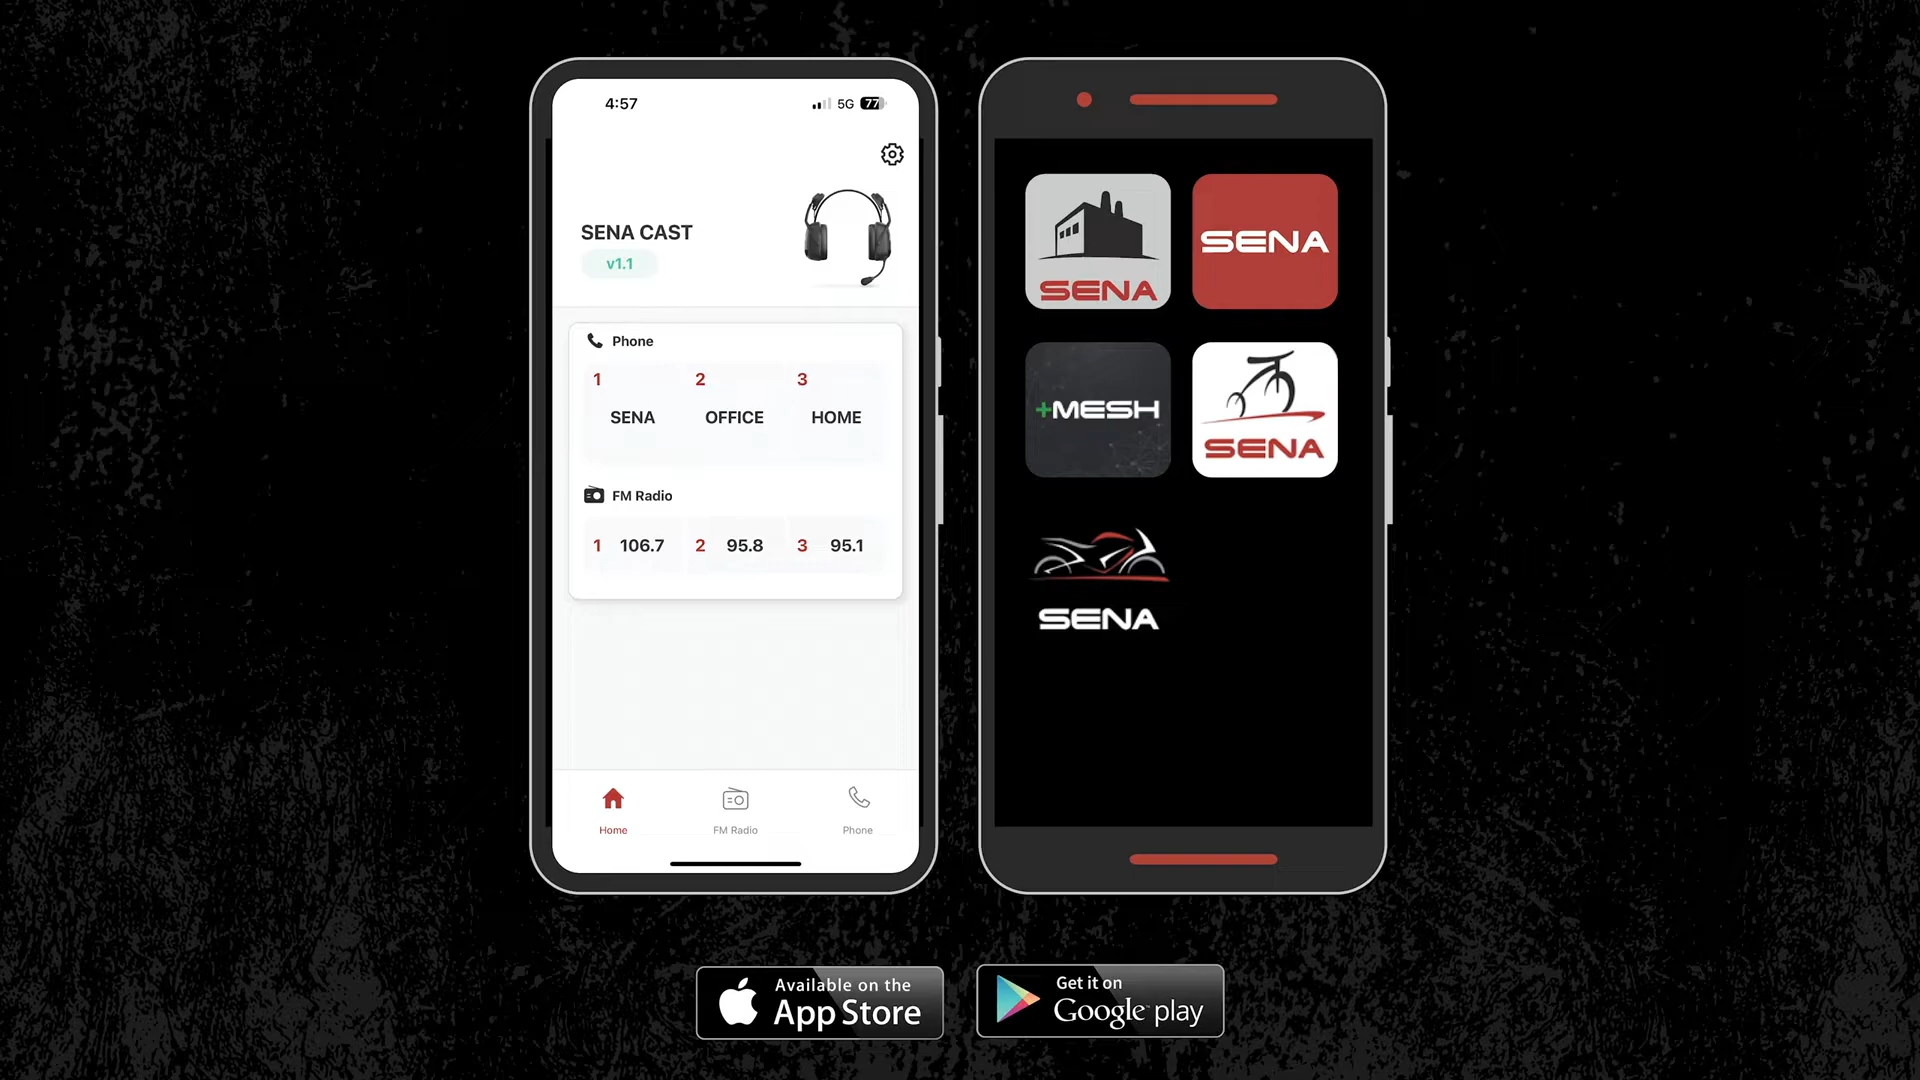 4:57
5G 77
SENA CAST
v1.1
Phone
1 2 3
SENA OFFICE HOME
FM Radio
1 106.7 2 95.8 3 95.1
Home FM Radio Phone
SENA
SENA
+MESH
SENA
SENA
Available on the
App Store
Get it on
Google play